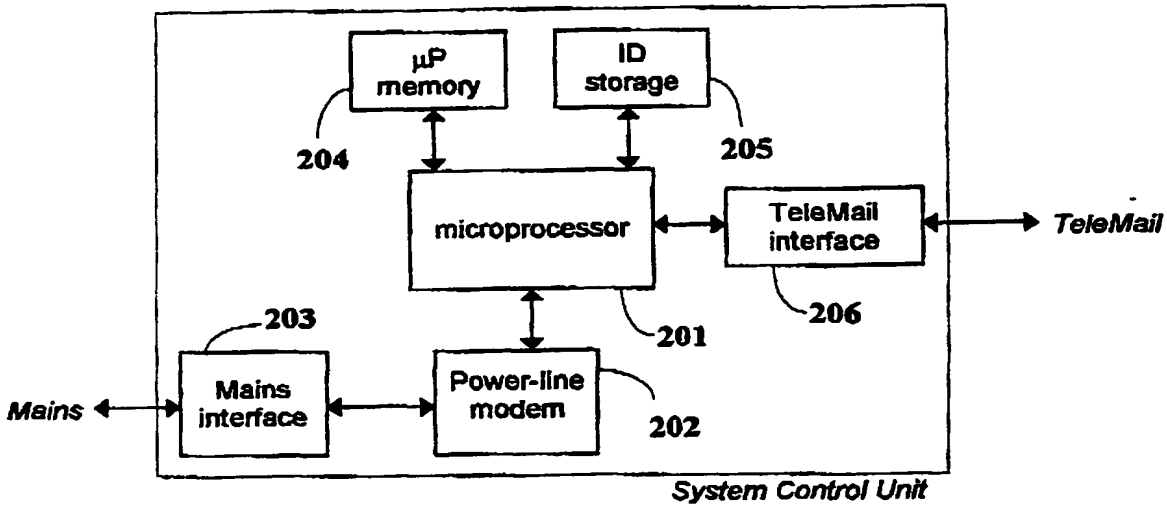 µP
memory
ID
storage
204
205
microprocessor
TeleMail
interface
TeleMail
203
201
206
Mains
Mains
interface
Power-line
modem
202
System Control Unit